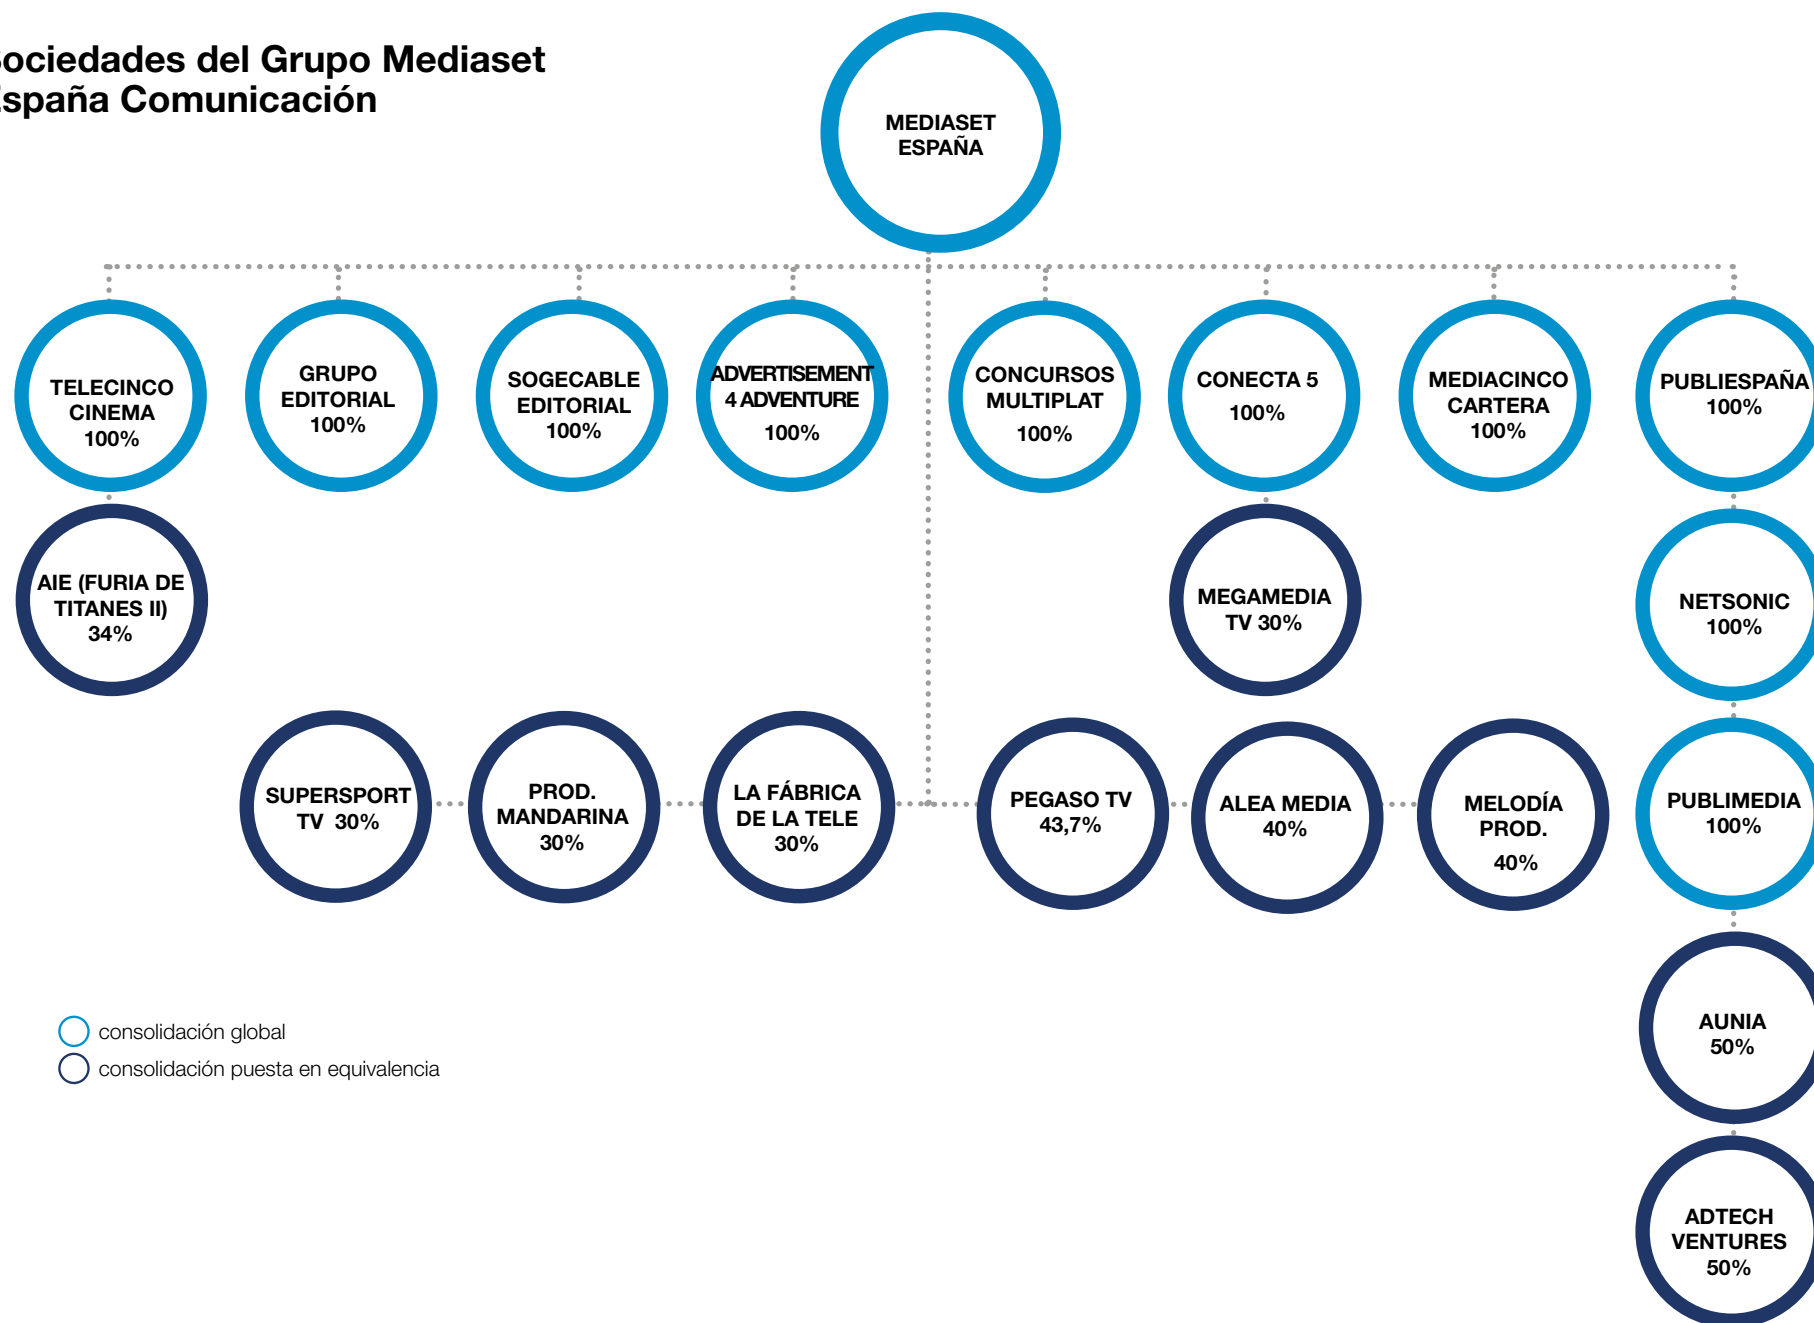 Sociedades del Grupo Mediaset
España Comunicación
MEDIASET
ESPAÑA
TELECINCO
CINEMA
100%
GRUPO
EDITORIAL
100%
SOGECABLE
EDITORIAL
100%
ADVERTISEMENT
4 ADVENTURE
100%
CONCURSOS
MULTIPLAT
100%
CONECTA 5
100%
MEDIACINCO
CARTERA
100%
PUBLIESPAÑA
100%
AIE (FURIA DE
TITANES II)
34%
MEGAMEDIA
TV 30%
NETSONIC
100%
SUPERSPORT
TV 30%
PROD.
MANDARINA
30%
LA FÁBRICA
DE LA TELE
30%
PEGASO TV
43,7%
ALEA MEDIA
40%
MELODÍA
PROD.
40%
PUBLIMEDIA
100%
AUNIA
50%
ADTECH
VENTURES
50%
consolidación global
consolidación puesta en equivalencia